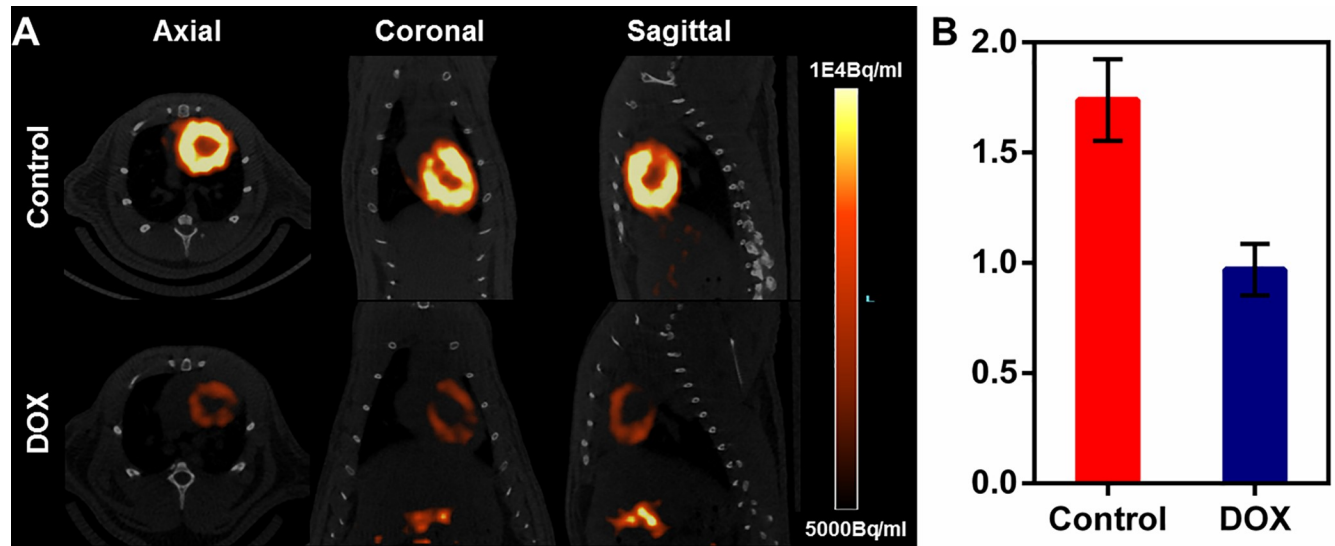 A
Axial
Coronal
Sagittal
Control
DOX
1E4Bq/ml
L
5000Bq/ml
B
2.0
1.5
1.0
0.5
0.0
Control
DOX